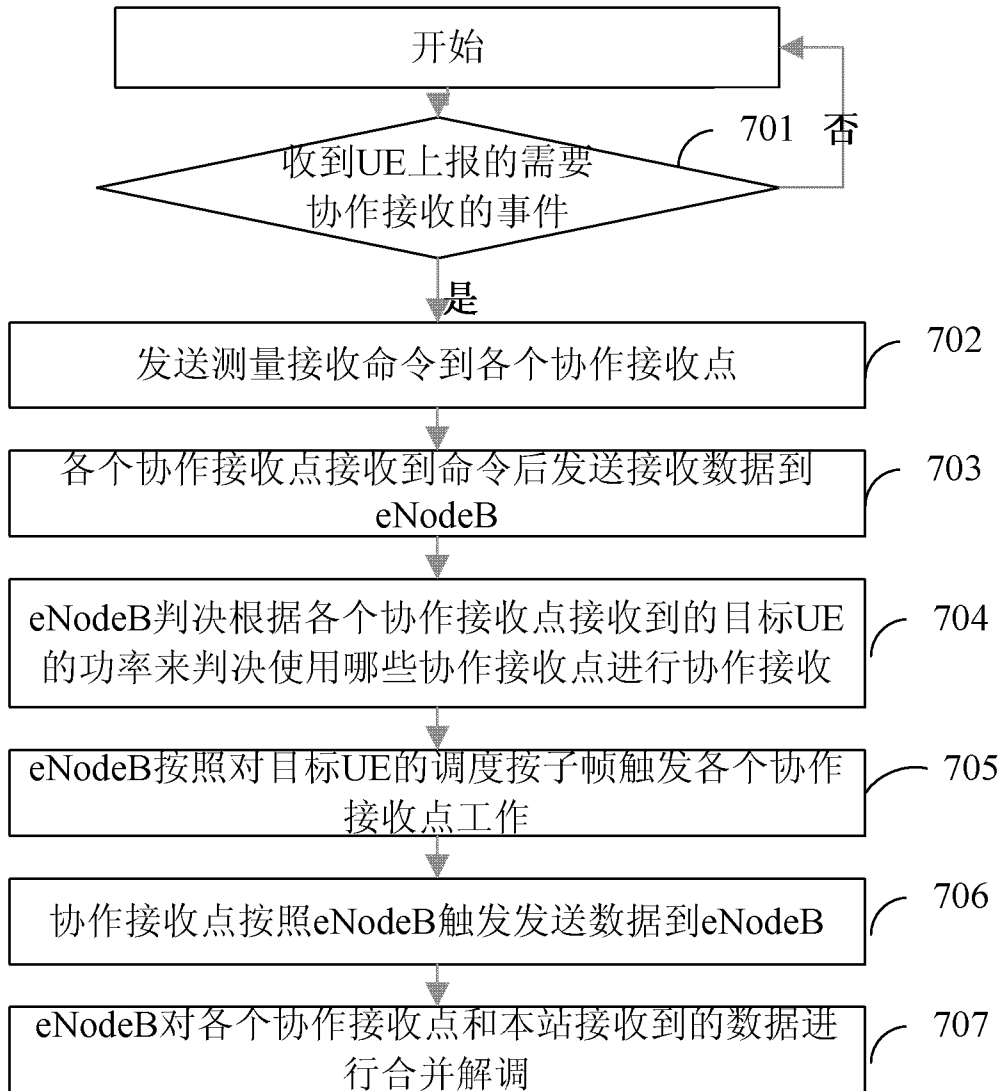 开始
701 否
收到UE上报的需要
协作接收的事件
是
702
发送测量接收命令到各个协作接收点
703
各个协作接收点接收到命令后发送接收数据到
eNodeB
704
eNodeB判决根据各个协作接收点接收到的目标UE
的功率来判决使用哪些协作接收点进行协作接收
705
eNodeB按照对目标UE的调度按子帧触发各个协作
接收点工作
706
协作接收点按照eNodeB触发发送数据到eNodeB
707
eNodeB对各个协作接收点和本站接收到的数据进
行合并解调